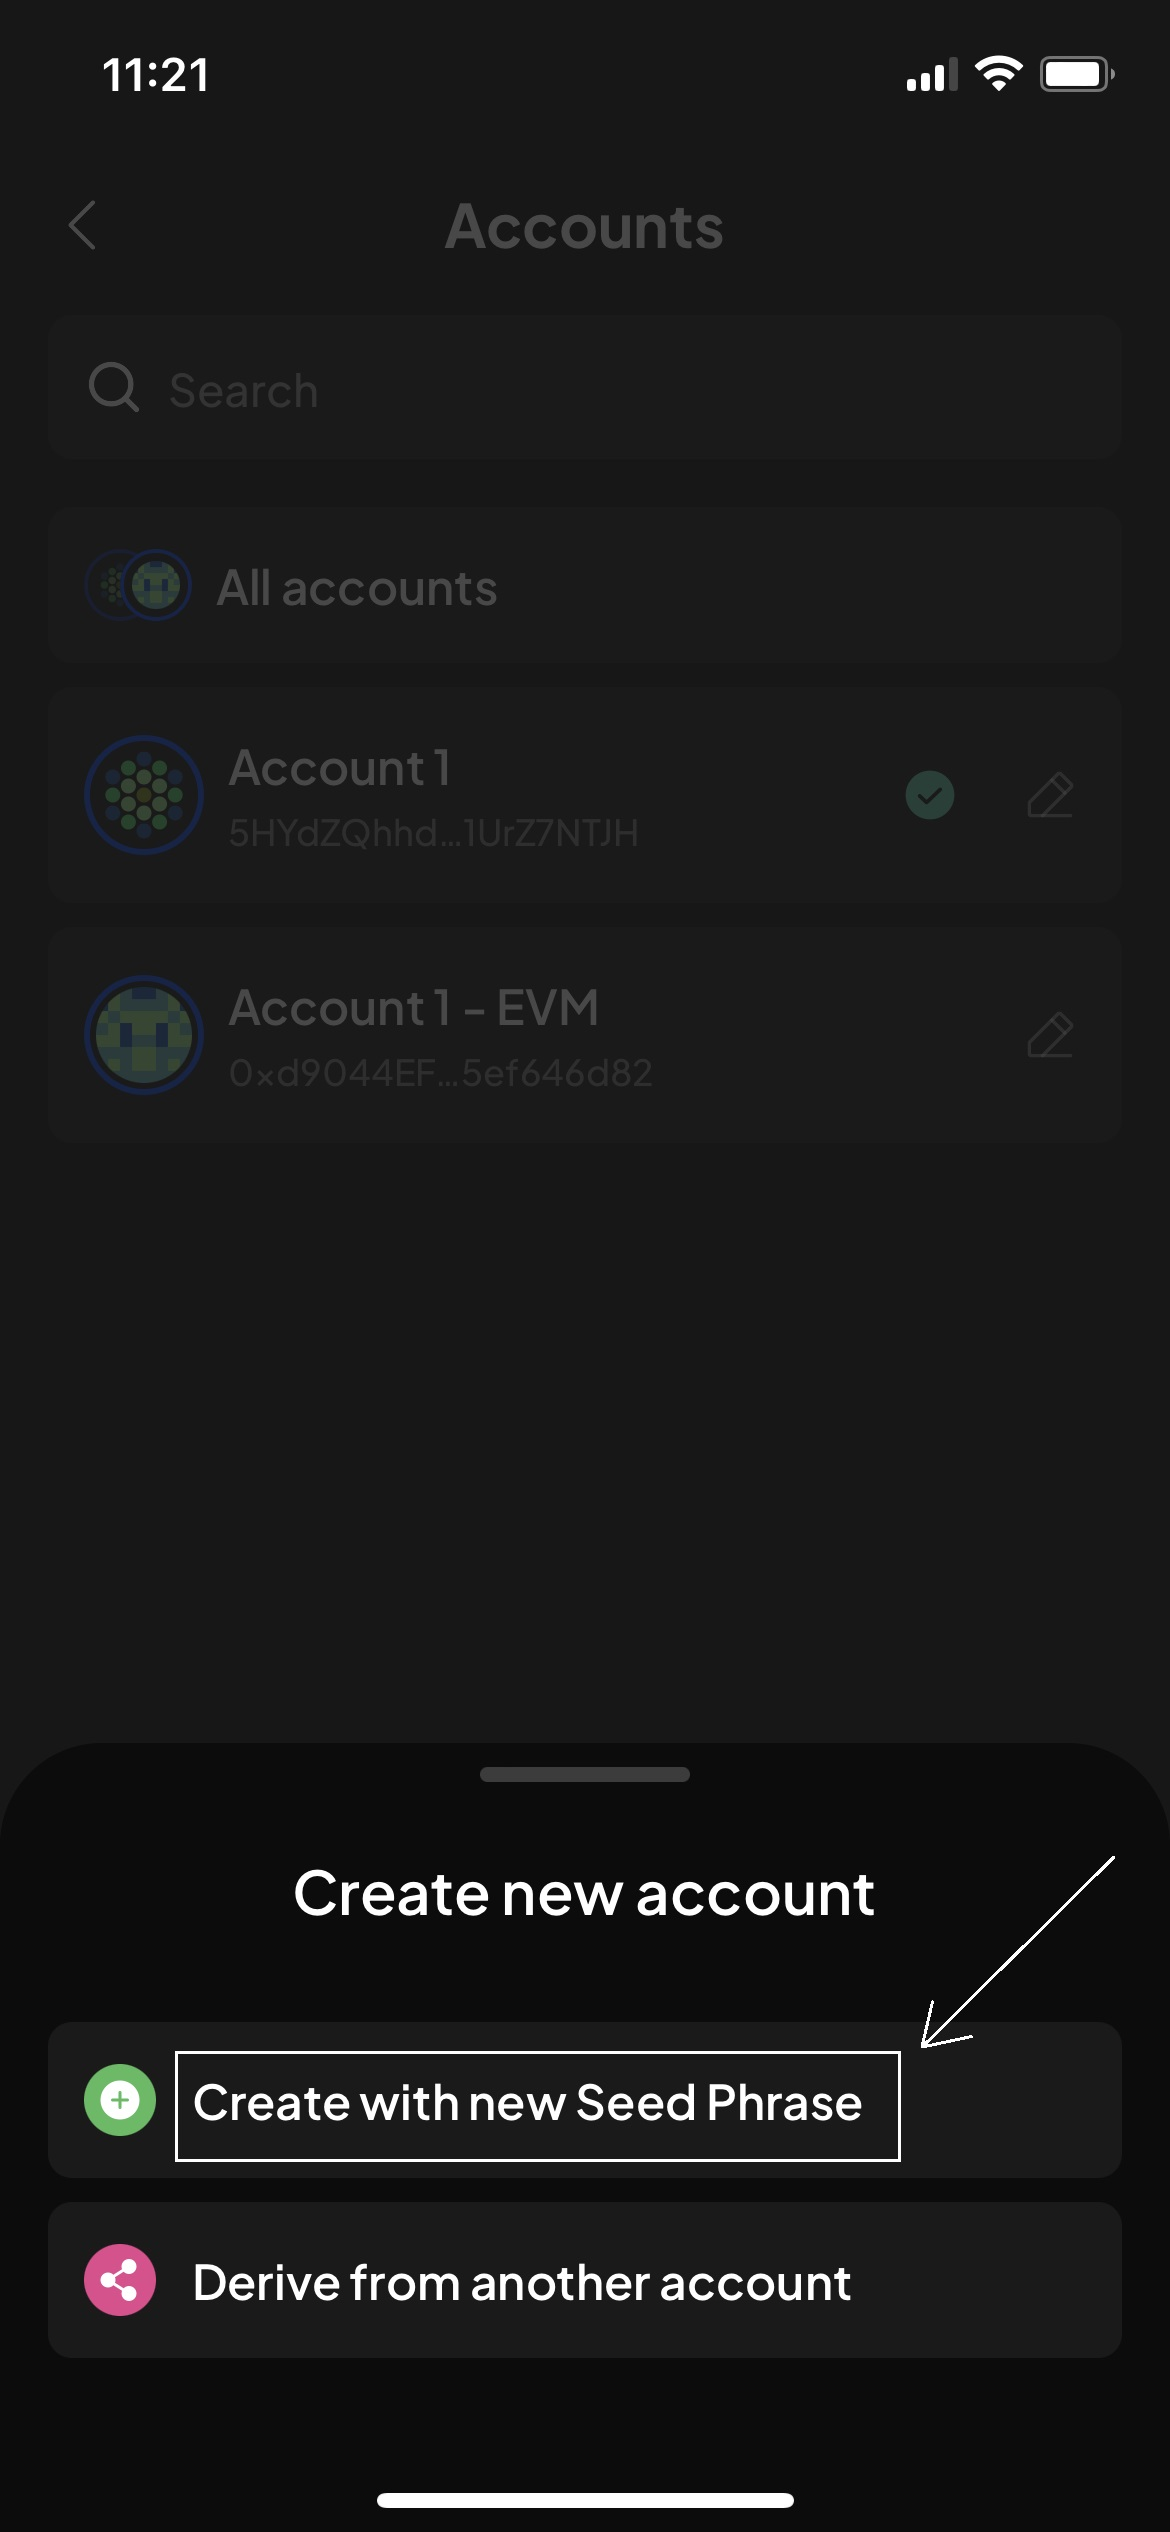 11:21
Accounts
Search
All accounts
Account 1
5HYdZQhhd...1UrZ7NTJH
Account 1 - EVM
0xd9044EF...5ef646d82
Create new account
Create with new Seed Phrase
Derive from another account